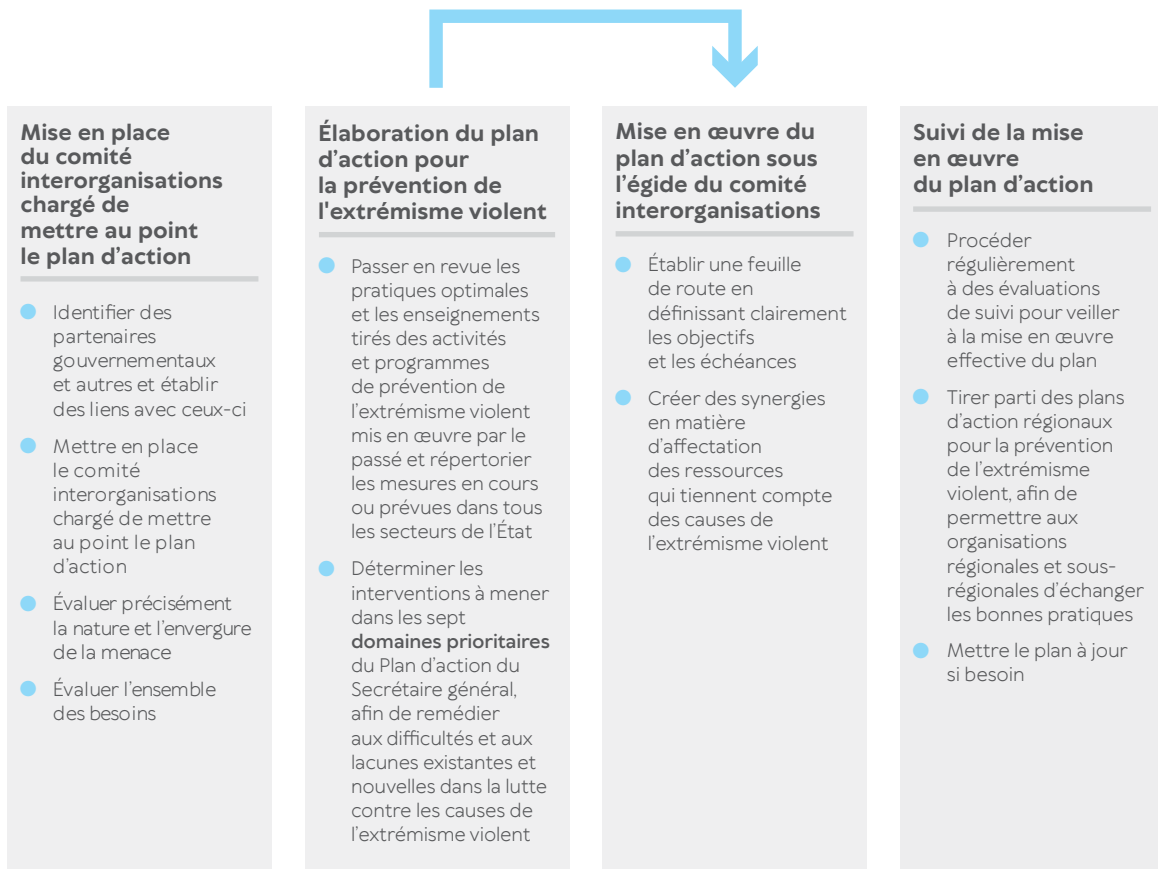 Mise en place
du comité
interorganisations
chargé de
mettre au point
le plan d’action
Identifier des
partenaires
gouvernementaux
et autres et établir
des liens avec ceux-ci
Mettre en place
le comité
interorganisations
chargé de mettre
au point le plan
d’action
Évaluer précisément
la nature et l’envergure
de la menace
Évaluer l’ensemble
des besoins
Élaboration du plan
d’action pour
la prévention de
l'extrémisme violent
Passer en revue les
pratiques optimales
et les enseignements
tirés des activités
et programmes
de prévention de
l’extrémisme violent
mis en œuvre par le
passé et répertorier
les mesures en cours
ou prévues dans tous
les secteurs de l’État
Déterminer les
interventions à mener
dans les sept
domaines prioritaires
du Plan d’action du
Secrétaire général,
afin de remédier
aux difficultés et aux
lacunes existantes et
nouvelles dans la lutte
contre les causes de
l’extrémisme violent
Mise en œuvre du
plan d’action sous
l’égide du comité
interorganisations
Établir une feuille
de route en
définissant clairement
les objectifs
et les échéances
Créer des synergies
en matière
d’affectation
des ressources
qui tiennent compte
des causes de
l’extrémisme violent
Suivi de la mise
en œuvre
du plan d’action
Procéder
régulièrement
à des évaluations
de suivi pour veiller
à la mise en œuvre
effective du plan
Tirer parti des plans
d’action régionaux
pour la prévention
de l’extrémisme
violent, afin de
permettre aux
organisations
régionales et sous-
régionales d’échanger
les bonnes pratiques
Mettre le plan à jour
si besoin